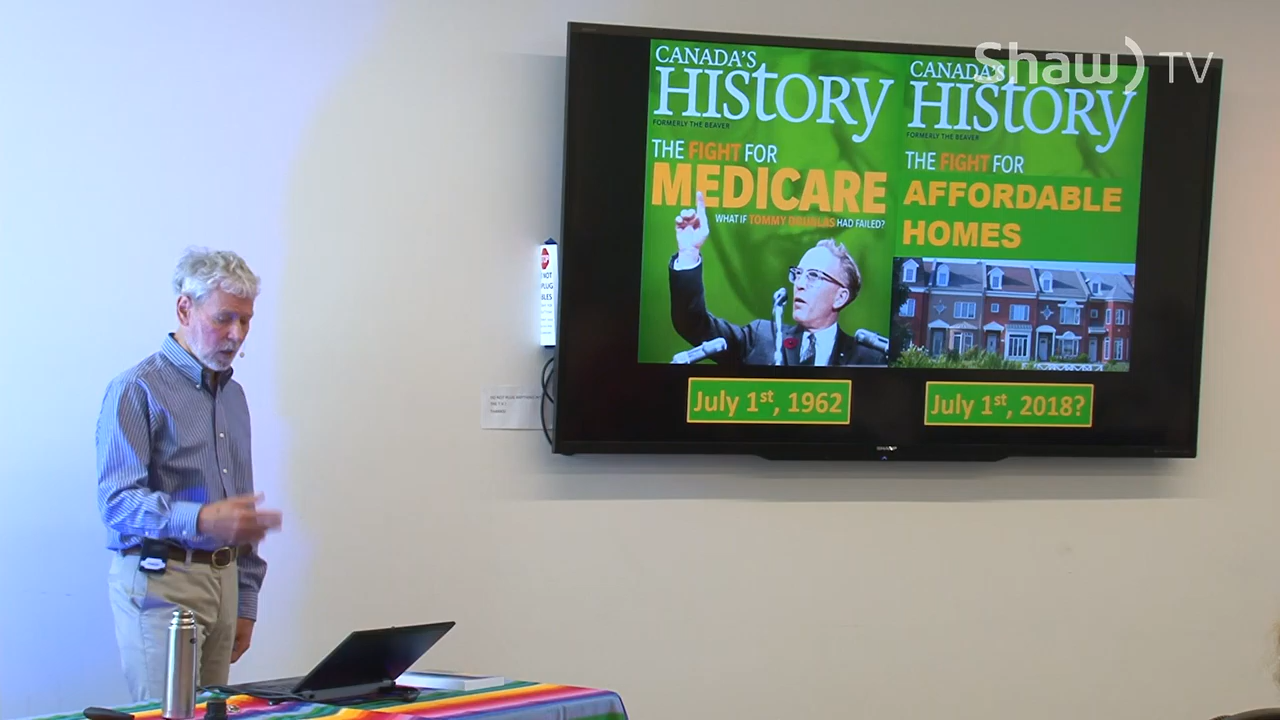 Shaw) TV
CANADA'S
HISTORY
FORMERLY THE BEAVER
THE FIGHT FOR
MEDICARE
WHAT IF TOMMY DOUGLAS HAD FAILED?
July 1st, 1962
CANADA'S
HISTORY
FORMERLY THE BEAVER
THE FIGHT FOR
AFFORDABLE
HOMES
July 1st, 2018?
SHARP